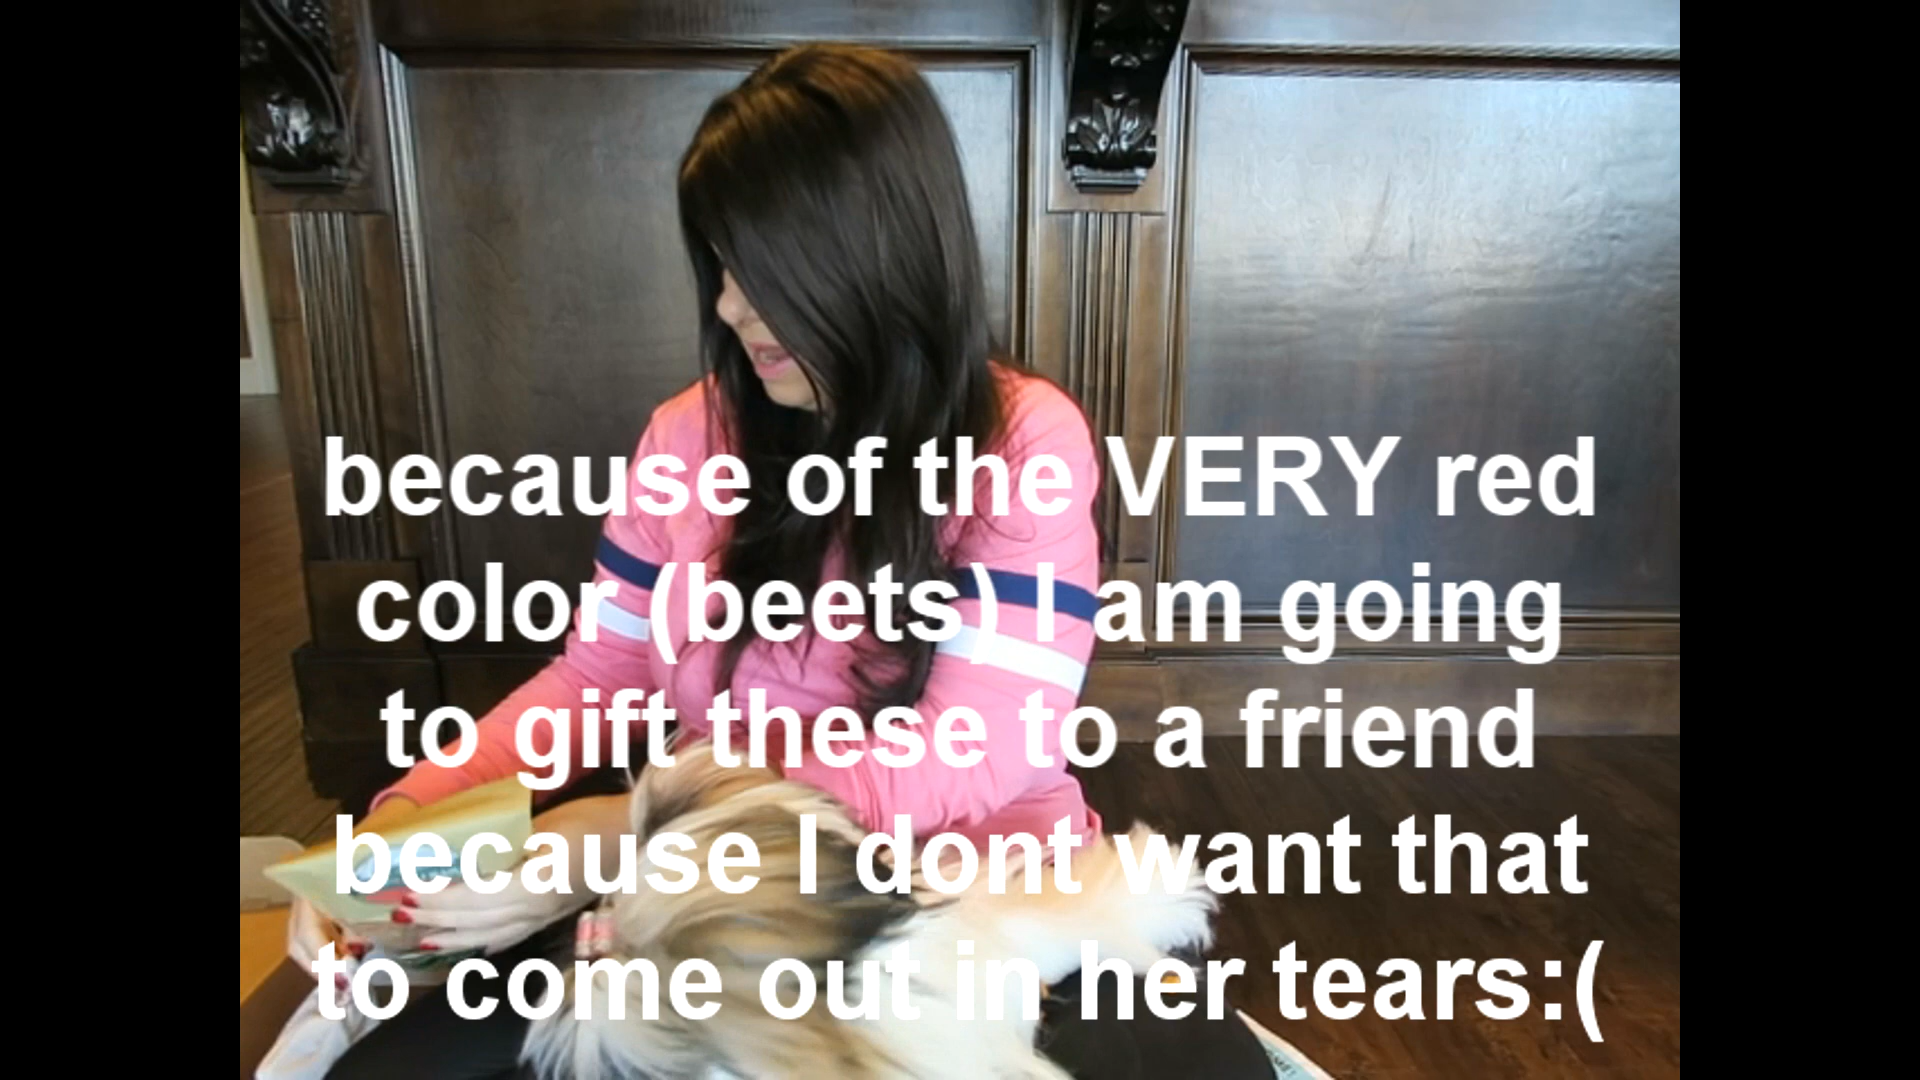 because of the VERY red
color (beets) I am going
to gift these to a friend
because I dont want that
to come out in her tears:(